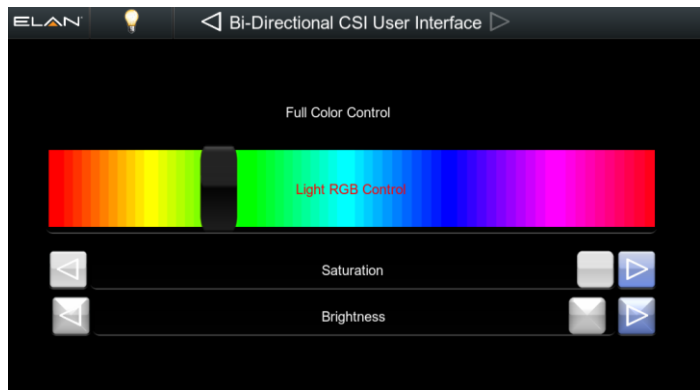 ELAN
Bi-Directional CSI User Interface
Full Color Control
Light RGB Control
Saturation
Brightness